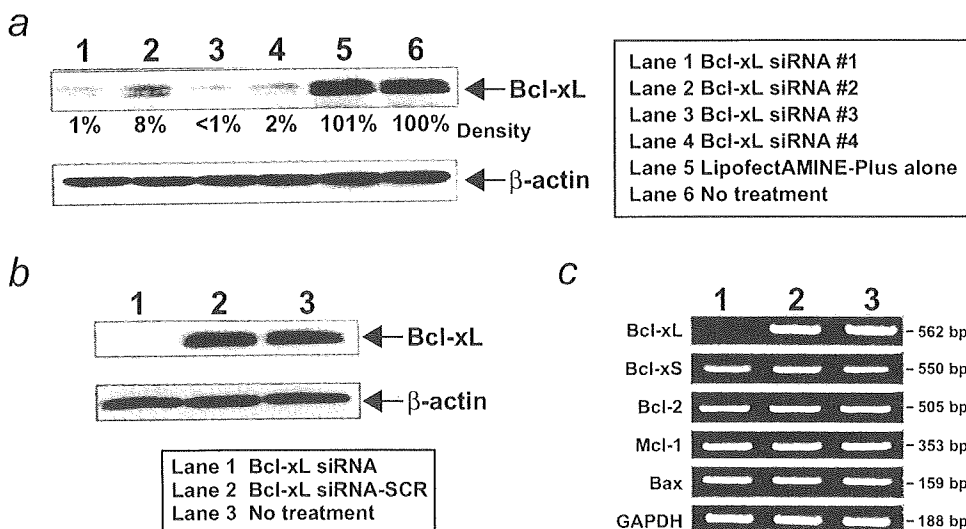 a
1 2 3 4 5 6
Bcl-xL
1% 8% <1% 2% 101% 100% Density
β-actin
Lane 1 Bcl-xL siRNA #1
Lane 2 Bcl-xL siRNA #2
Lane 3 Bcl-xL siRNA #3
Lane 4 Bcl-xL siRNA #4
Lane 5 LipofectAMINE-Plus alone
Lane 6 No treatment
b
1 2 3
Bcl-xL
β-actin
Lane 1 Bcl-xL siRNA
Lane 2 Bcl-xL siRNA-SCR
Lane 3 No treatment
c
1 2 3
Bcl-xL - 562 bp
Bcl-xS - 550 bp
Bcl-2 - 505 bp
Mcl-1 - 353 bp
Bax - 159 bp
GAPDH - 188 bp